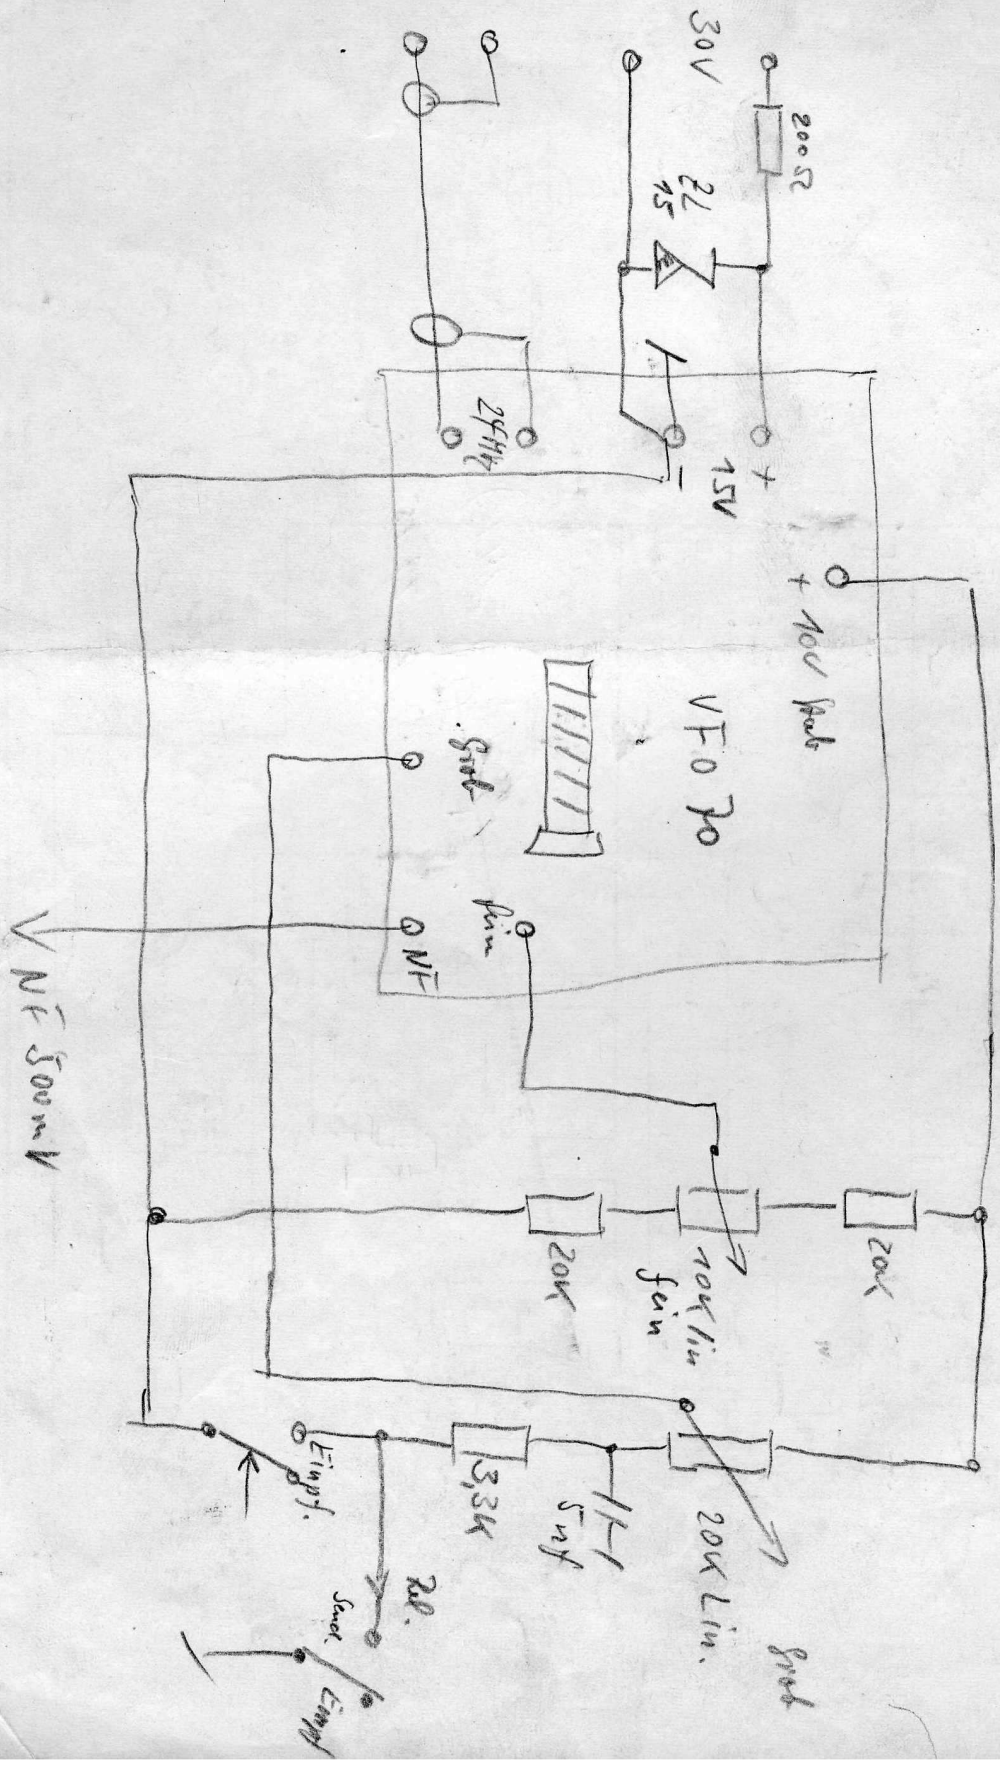 200Ω
30V
ZL
15
+
15V
−
24Hz
+ 10V Stab
VFO 70
Grob
fein
NF
NF 500mV
20K
10K lin
fein
20K
Grob
20K Lin.
5nf
3,3K
Empf.
Rel.
Send.
Empf